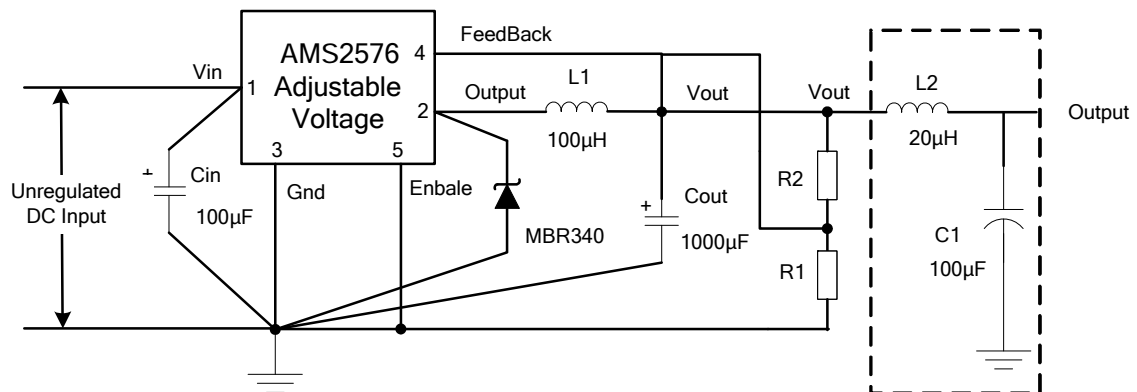 FeedBack
AMS2576
Adjustable
Voltage
4
L1
L2
Vin
1
Output
Vout
Vout
Output
2
100µH
20µH
3
5
R2
+
Cin
Gnd
Enbale
+
Cout
Unregulated
DC Input
100µF
MBR340
1000µF
C1
R1
100µF